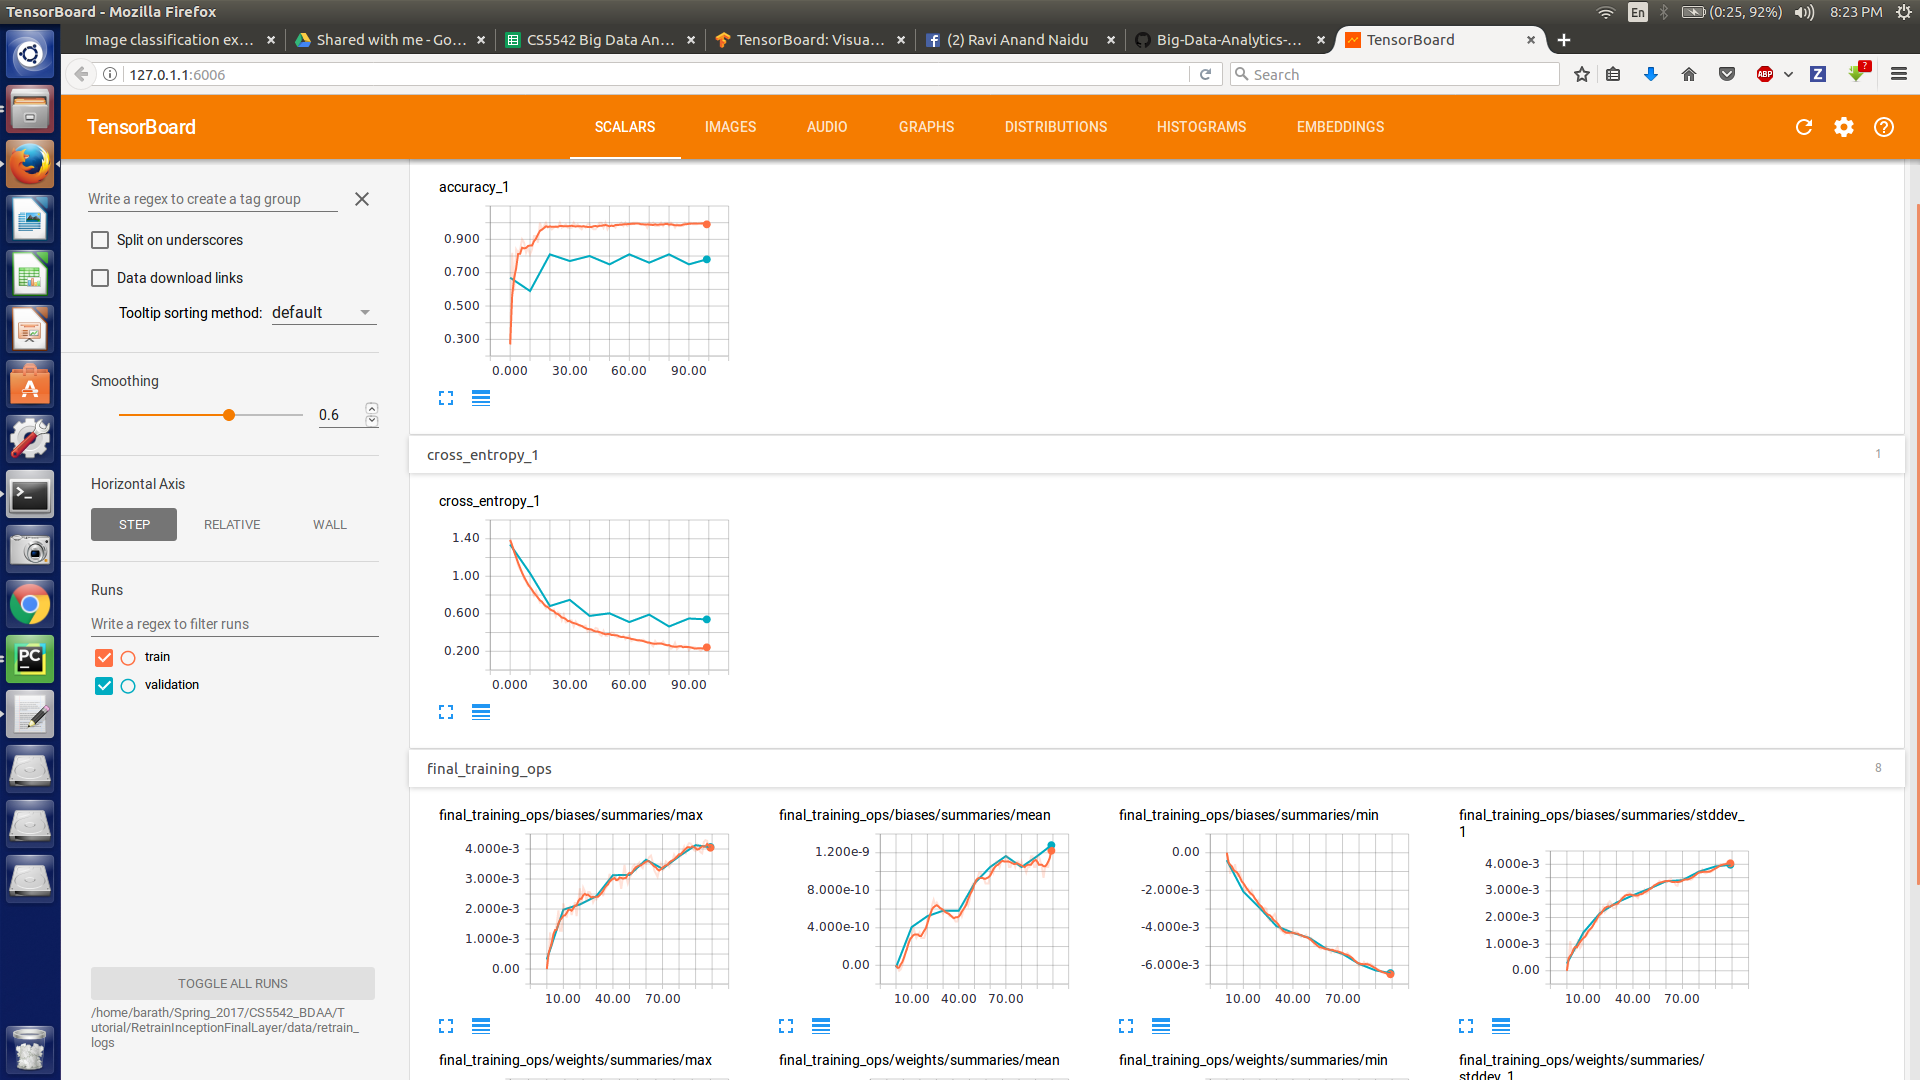 TensorBoard - Mozilla Firefox
En (0:25, 92%) 8:23 PM
Image classification ex... × Shared with me - Go... × CS5542 Big Data An... × TensorBoard: Visua... × (2) Ravi Anand Naidu × Big-Data-Analytics-... × TensorBoard ×
127.0.1.1:6006 Search ABP Z ?
TensorBoard SCALARS IMAGES AUDIO GRAPHS DISTRIBUTIONS HISTOGRAMS EMBEDDINGS
Write a regex to create a tag group
Split on underscores
Data download links
Tooltip sorting method: default
Smoothing
0.6
Horizontal Axis
STEP RELATIVE WALL
Runs
Write a regex to filter runs
train
validation
TOGGLE ALL RUNS
/home/barath/Spring_2017/CS5542_BDAA/T
utorial/RetrainInceptionFinalLayer/data/retrain_
logs
PC
accuracy_1
0.900
0.700
0.500
0.300
0.000 30.00 60.00 90.00
cross_entropy_1 1
cross_entropy_1
1.40
1.00
0.600
0.200
0.000 30.00 60.00 90.00
final_training_ops 8
final_training_ops/biases/summaries/max
4.000e-3
3.000e-3
2.000e-3
1.000e-3
0.00
10.00 40.00 70.00
final_training_ops/biases/summaries/mean
1.200e-9
8.000e-10
4.000e-10
0.00
10.00 40.00 70.00
final_training_ops/biases/summaries/min
0.00
-2.000e-3
-4.000e-3
-6.000e-3
10.00 40.00 70.00
final_training_ops/biases/summaries/stddev_
1
4.000e-3
3.000e-3
2.000e-3
1.000e-3
0.00
10.00 40.00 70.00
final_training_ops/weights/summaries/max
final_training_ops/weights/summaries/mean
final_training_ops/weights/summaries/min
final_training_ops/weights/summaries/
stddev_1